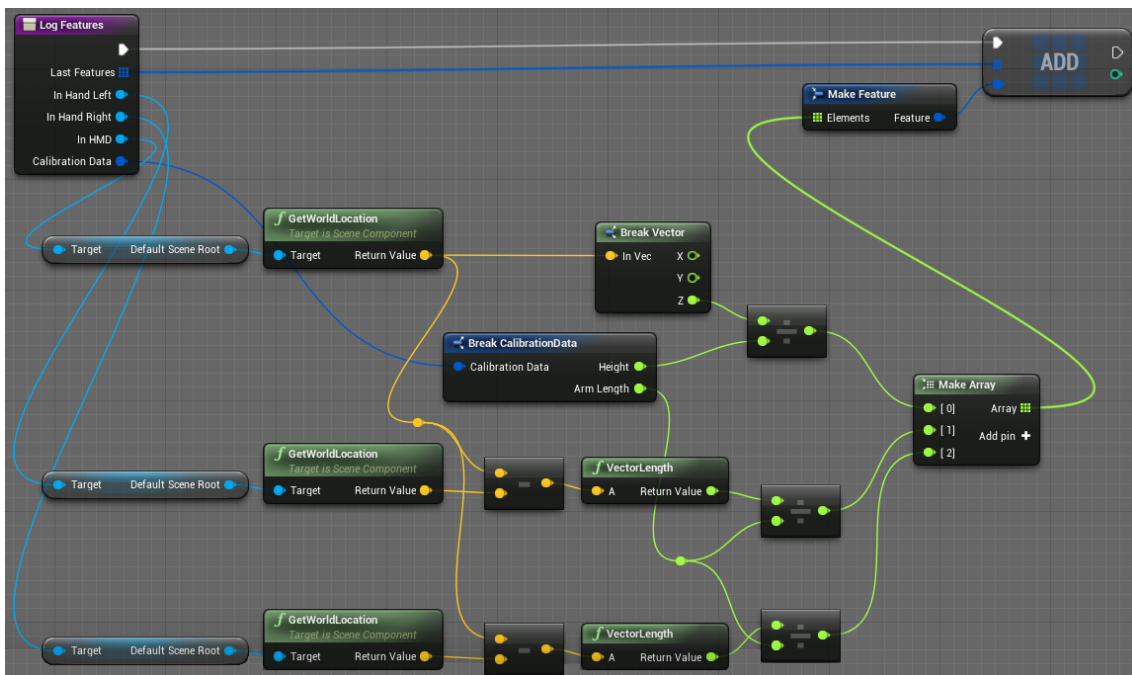 Log Features
Last Features
In Hand Left
In Hand Right
In HMD
Calibration Data
ADD
Make Feature
Elements Feature
Target Default Scene Root
f GetWorldLocation
Target is Scene Component
Target Return Value
Break Vector
In Vec X
Y
Z
Break CalibrationData
Calibration Data Height
Arm Length
÷
Make Array
[ 0] Array
[ 1] Add pin +
[ 2]
Target Default Scene Root
f GetWorldLocation
Target is Scene Component
Target Return Value
-
f VectorLength
A Return Value
÷
Target Default Scene Root
f GetWorldLocation
Target is Scene Component
Target Return Value
-
f VectorLength
A Return Value
÷